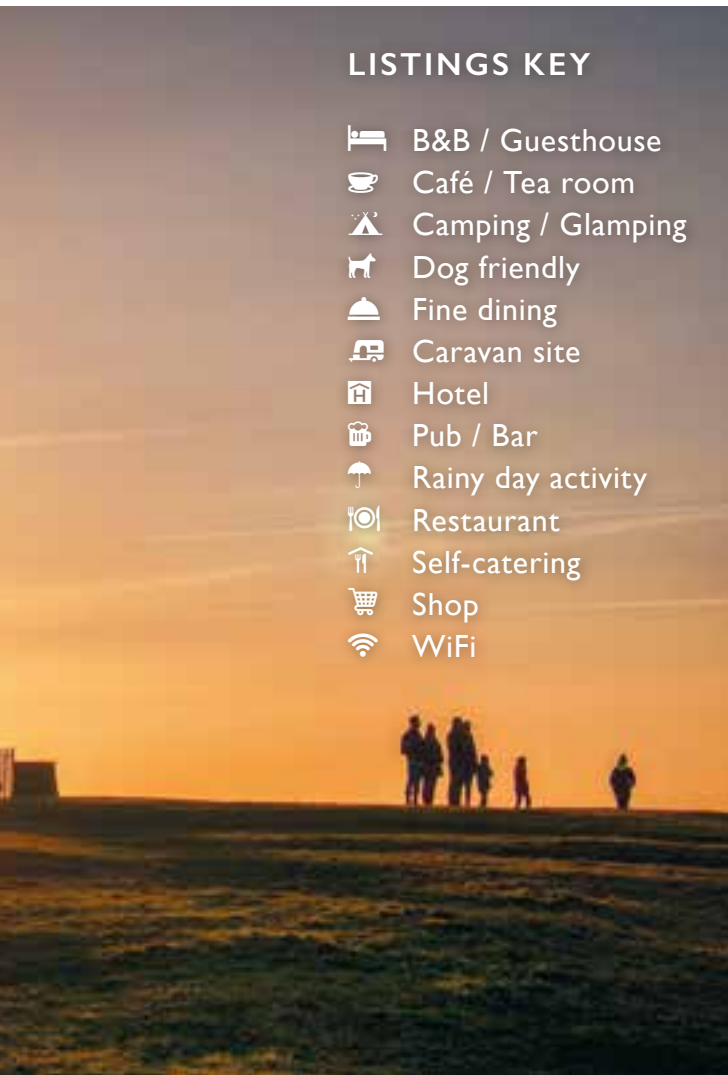 LISTINGS KEY
B&B / Guesthouse
Café / Tea room
Camping / Glamping
Dog friendly
Fine dining
Caravan site
Hotel
Pub / Bar
Rainy day activity
Restaurant
Self-catering
Shop
WiFi